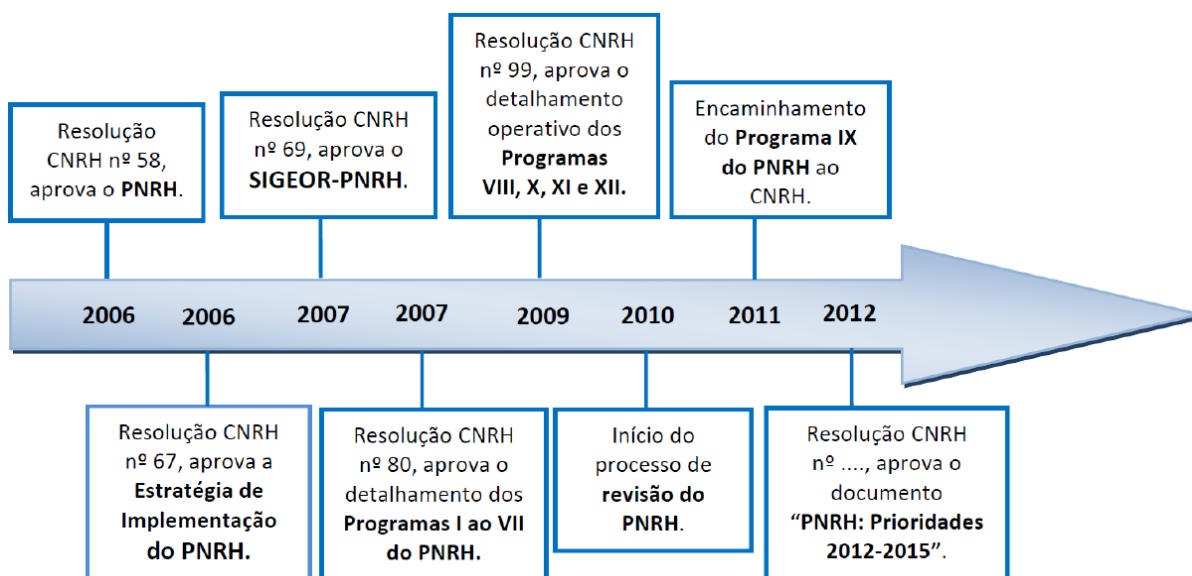 Resolução
CNRH nº 58,
aprova o PNRH.
Resolução CNRH
nº 69, aprova o
SIGEOR-PNRH.
Resolução CNRH
nº 99, aprova o
detalhamento
operativo dos
Programas
VIII, X, XI e XII.
Encaminhamento
do Programa IX
do PNRH ao
CNRH.
2006 2006 2007 2007 2009 2010 2011 2012
Resolução CNRH
nº 67, aprova a
Estratégia de
Implementação
do PNRH.
Resolução CNRH
nº 80, aprova o
detalhamento dos
Programas I ao VII
do PNRH.
Início do
processo de
revisão do
PNRH.
Resolução CNRH
nº ...., aprova o
documento
“PNRH: Prioridades
2012-2015”.